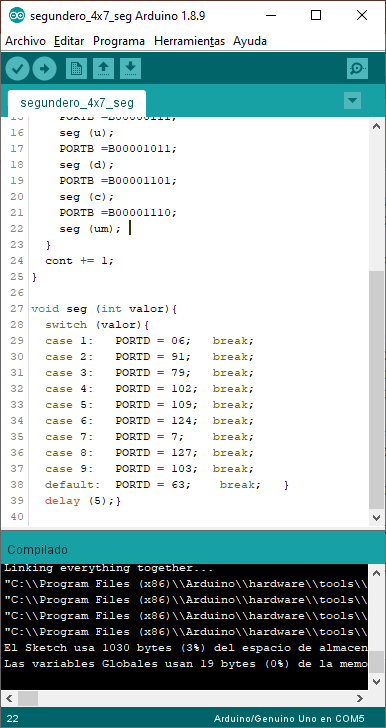 segundero_4x7_seg Arduino 1.8.9
Archivo Editar Programa Herramientas Ayuda
segundero_4x7_seg
15 PORTB =B00000111;
16 seg (u);
17 PORTB =B00001011;
18 seg (d);
19 PORTB =B00001101;
20 seg (c);
21 PORTB =B00001110;
22 seg (um);
23 }
24 cont += 1;
25 }
26
27 void seg (int valor){
28 switch (valor){
29 case 1: PORTD = 06; break;
30 case 2: PORTD = 91; break;
31 case 3: PORTD = 79; break;
32 case 4: PORTD = 102; break;
33 case 5: PORTD = 109; break;
34 case 6: PORTD = 124; break;
35 case 7: PORTD = 7; break;
36 case 8: PORTD = 127; break;
37 case 9: PORTD = 103; break;
38 default: PORTD = 63; break; }
39 delay (5);}
40
Compilado
Linking everything together...
"C:\\Program Files (x86)\\Arduino\\hardware\\tools\\
"C:\\Program Files (x86)\\Arduino\\hardware\\tools\\
"C:\\Program Files (x86)\\Arduino\\hardware\\tools\\
"C:\\Program Files (x86)\\Arduino\\hardware\\tools\\
El Sketch usa 1030 bytes (3%) del espacio de almacen
Las variables Globales usan 19 bytes (0%) de la memo
22 Arduino/Genuino Uno en COM5